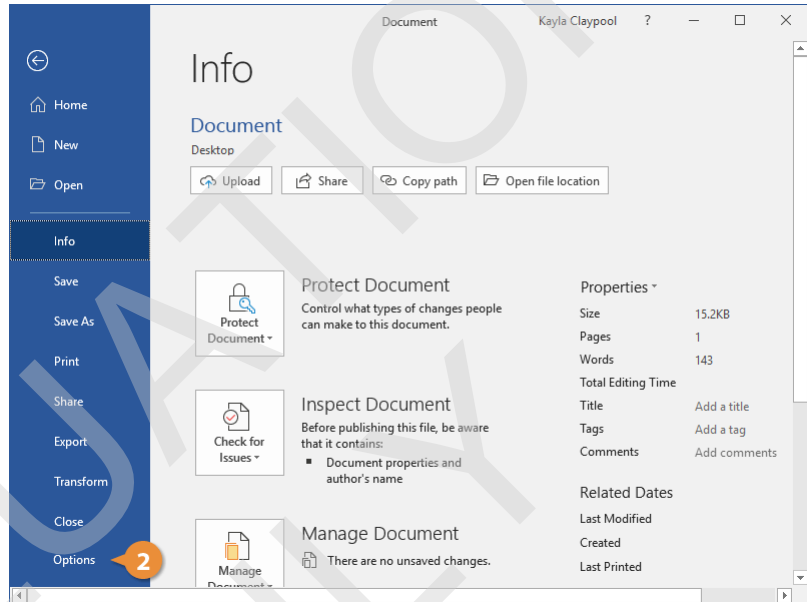 Document Kayla Claypool ?
Info
Home
Document
New
Desktop
Upload Share Copy path Open file location
Open
Info
Save
Protect Document
Control what types of changes people
can make to this document.
Protect
Document
Properties
Size 15.2KB
Pages 1
Words 143
Total Editing Time
Title Add a title
Tags Add a tag
Comments Add comments
Save As
Print
Share
Inspect Document
Before publishing this file, be aware
that it contains:
Document properties and
author's name
Check for
Issues
Export
Transform
Related Dates
Last Modified
Created
Last Printed
Close
Manage Document
There are no unsaved changes.
Manage
Document
Options 2
UATION
LY